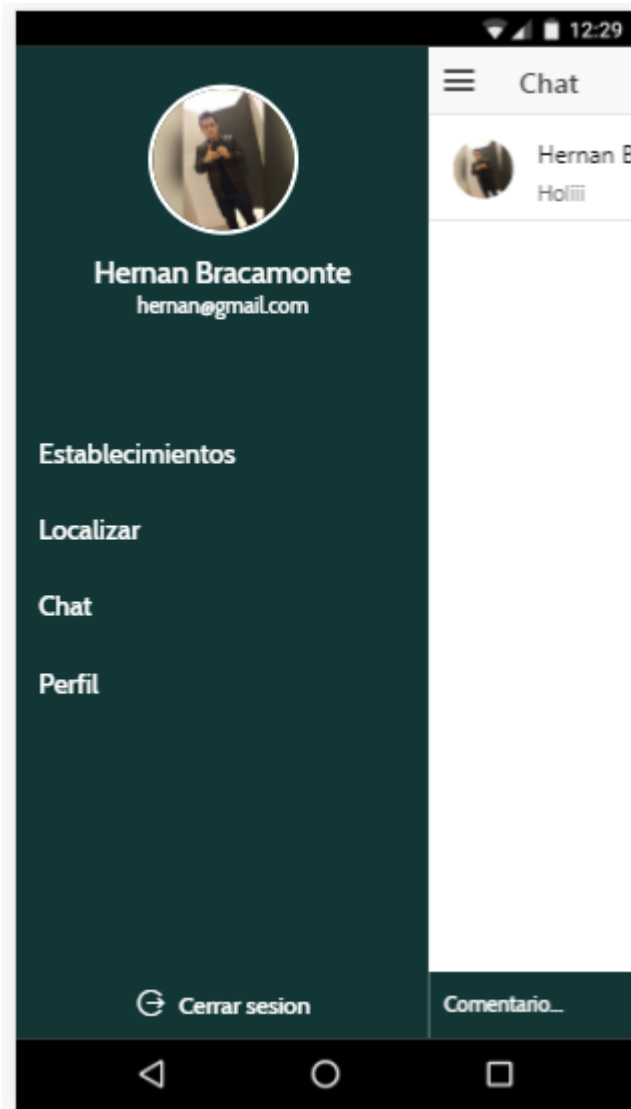 12:29
Hernan Bracamonte
hernan@gmail.com
Establecimientos
Localizar
Chat
Perfil
Cerrar sesion
Chat
Hernan B
Holiii
Comentario...